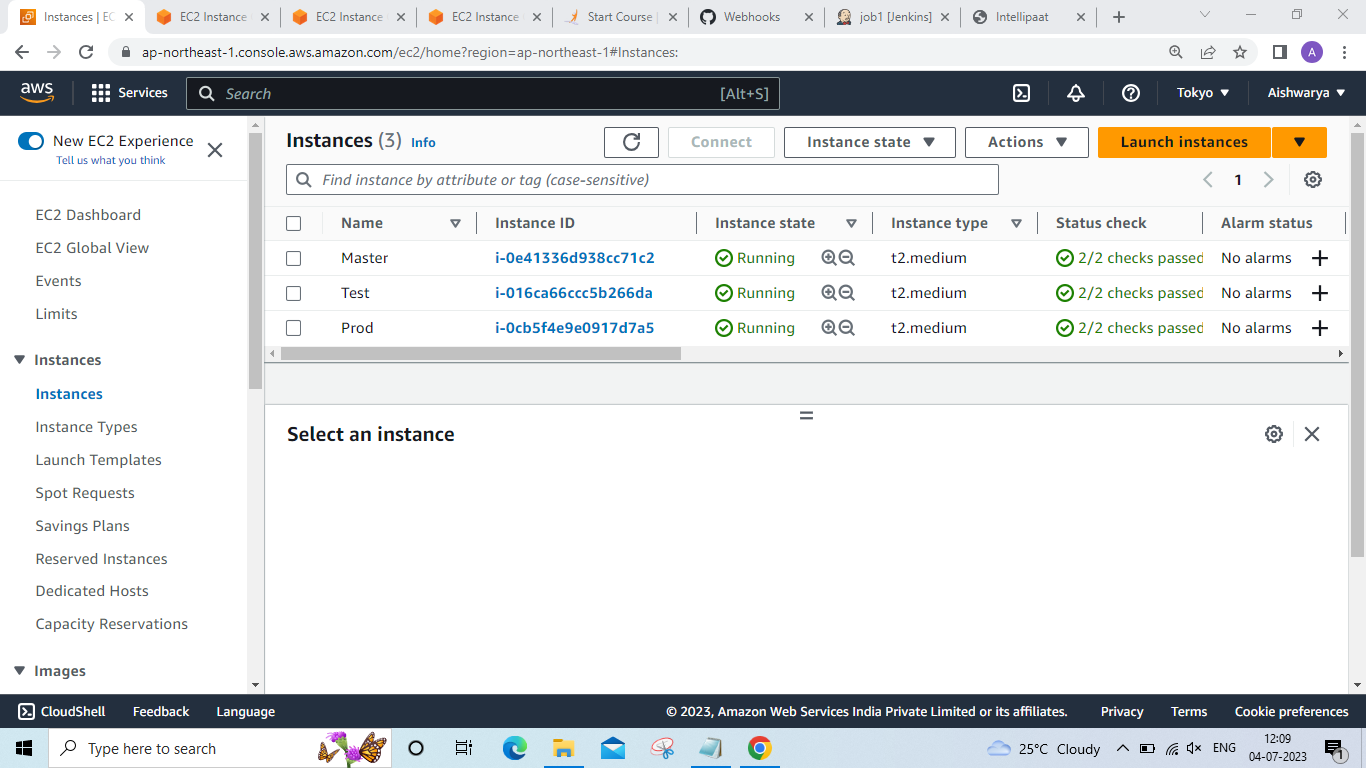 Instances | EC
EC2 Instance
EC2 Instance
EC2 Instance
Start Course |
Webhooks
job1 [Jenkins]
Intellipaat
ap-northeast-1.console.aws.amazon.com/ec2/home?region=ap-northeast-1#Instances:
A
aws
Services
Search
[Alt+S]
Tokyo
Aishwarya
New EC2 Experience
Tell us what you think
EC2 Dashboard
EC2 Global View
Events
Limits
Instances
Instances
Instance Types
Launch Templates
Spot Requests
Savings Plans
Reserved Instances
Dedicated Hosts
Capacity Reservations
Images
Instances (3) Info
Connect
Instance state
Actions
Launch instances
Find instance by attribute or tag (case-sensitive)
1
Name Instance ID Instance state Instance type Status check Alarm status
Master i-0e41336d938cc71c2 Running t2.medium 2/2 checks passed No alarms
Test i-016ca66ccc5b266da Running t2.medium 2/2 checks passed No alarms
Prod i-0cb5f4e9e0917d7a5 Running t2.medium 2/2 checks passed No alarms
Select an instance
CloudShell Feedback Language © 2023, Amazon Web Services India Private Limited or its affiliates. Privacy Terms Cookie preferences
Type here to search
25°C Cloudy
ENG
12:09
04-07-2023
1